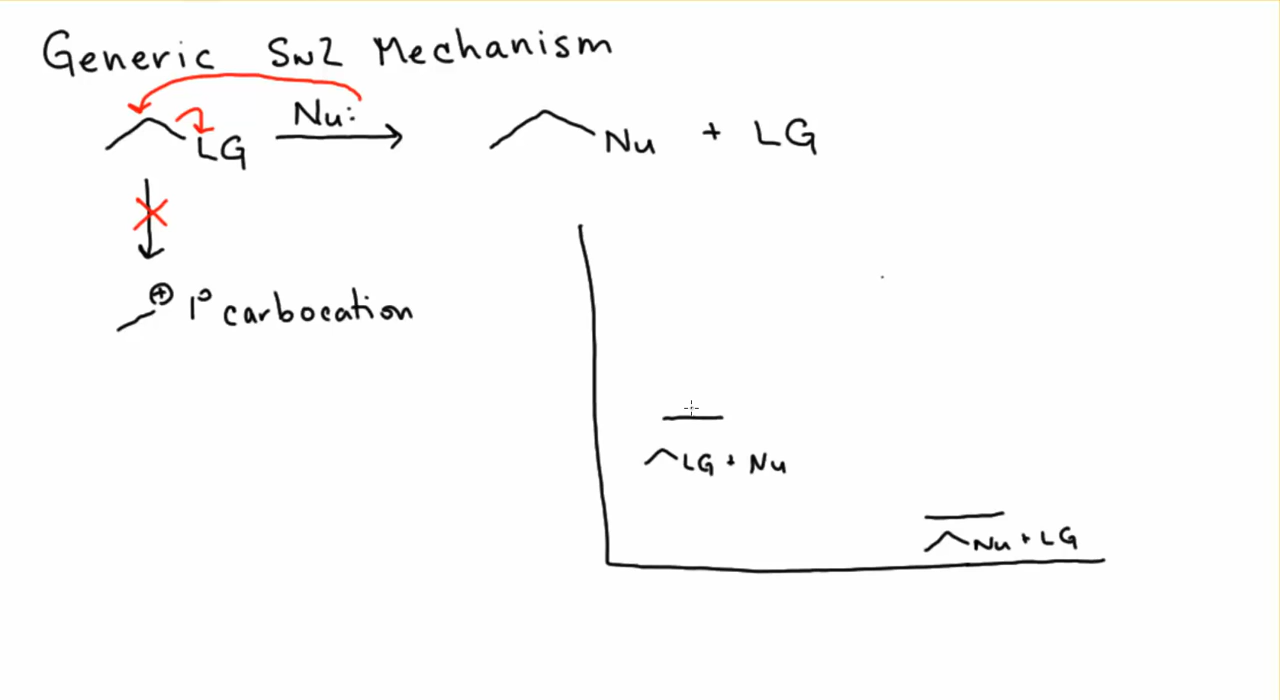 Generic SN2 Mechanism
LG Nu: Nu + LG
⊕ 1° carbocation
LG + Nu
Nu + LG